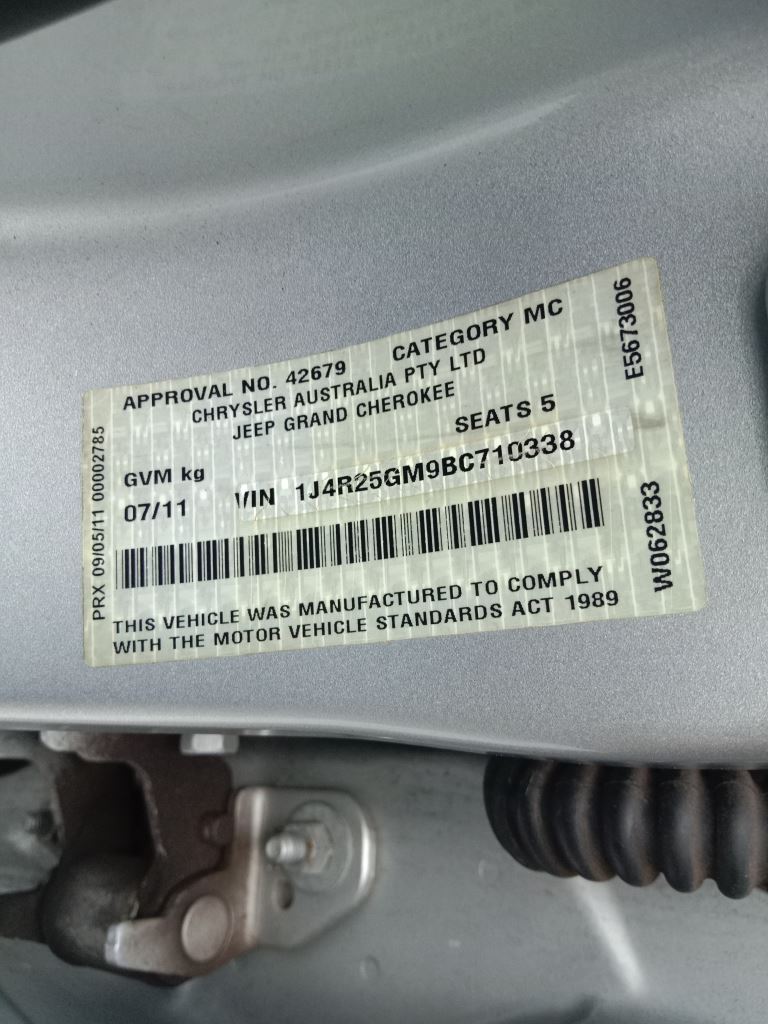 APPROVAL NO. 42679 CATEGORY MC
CHRYSLER AUSTRALIA PTY LTD
JEEP GRAND CHEROKEE
GVM kg SEATS 5
07/11 VIN 1J4R25GM9BC710338
THIS VEHICLE WAS MANUFACTURED TO COMPLY
WITH THE MOTOR VEHICLE STANDARDS ACT 1989
PRX 09/05/11 00002785
W062833 E5673006